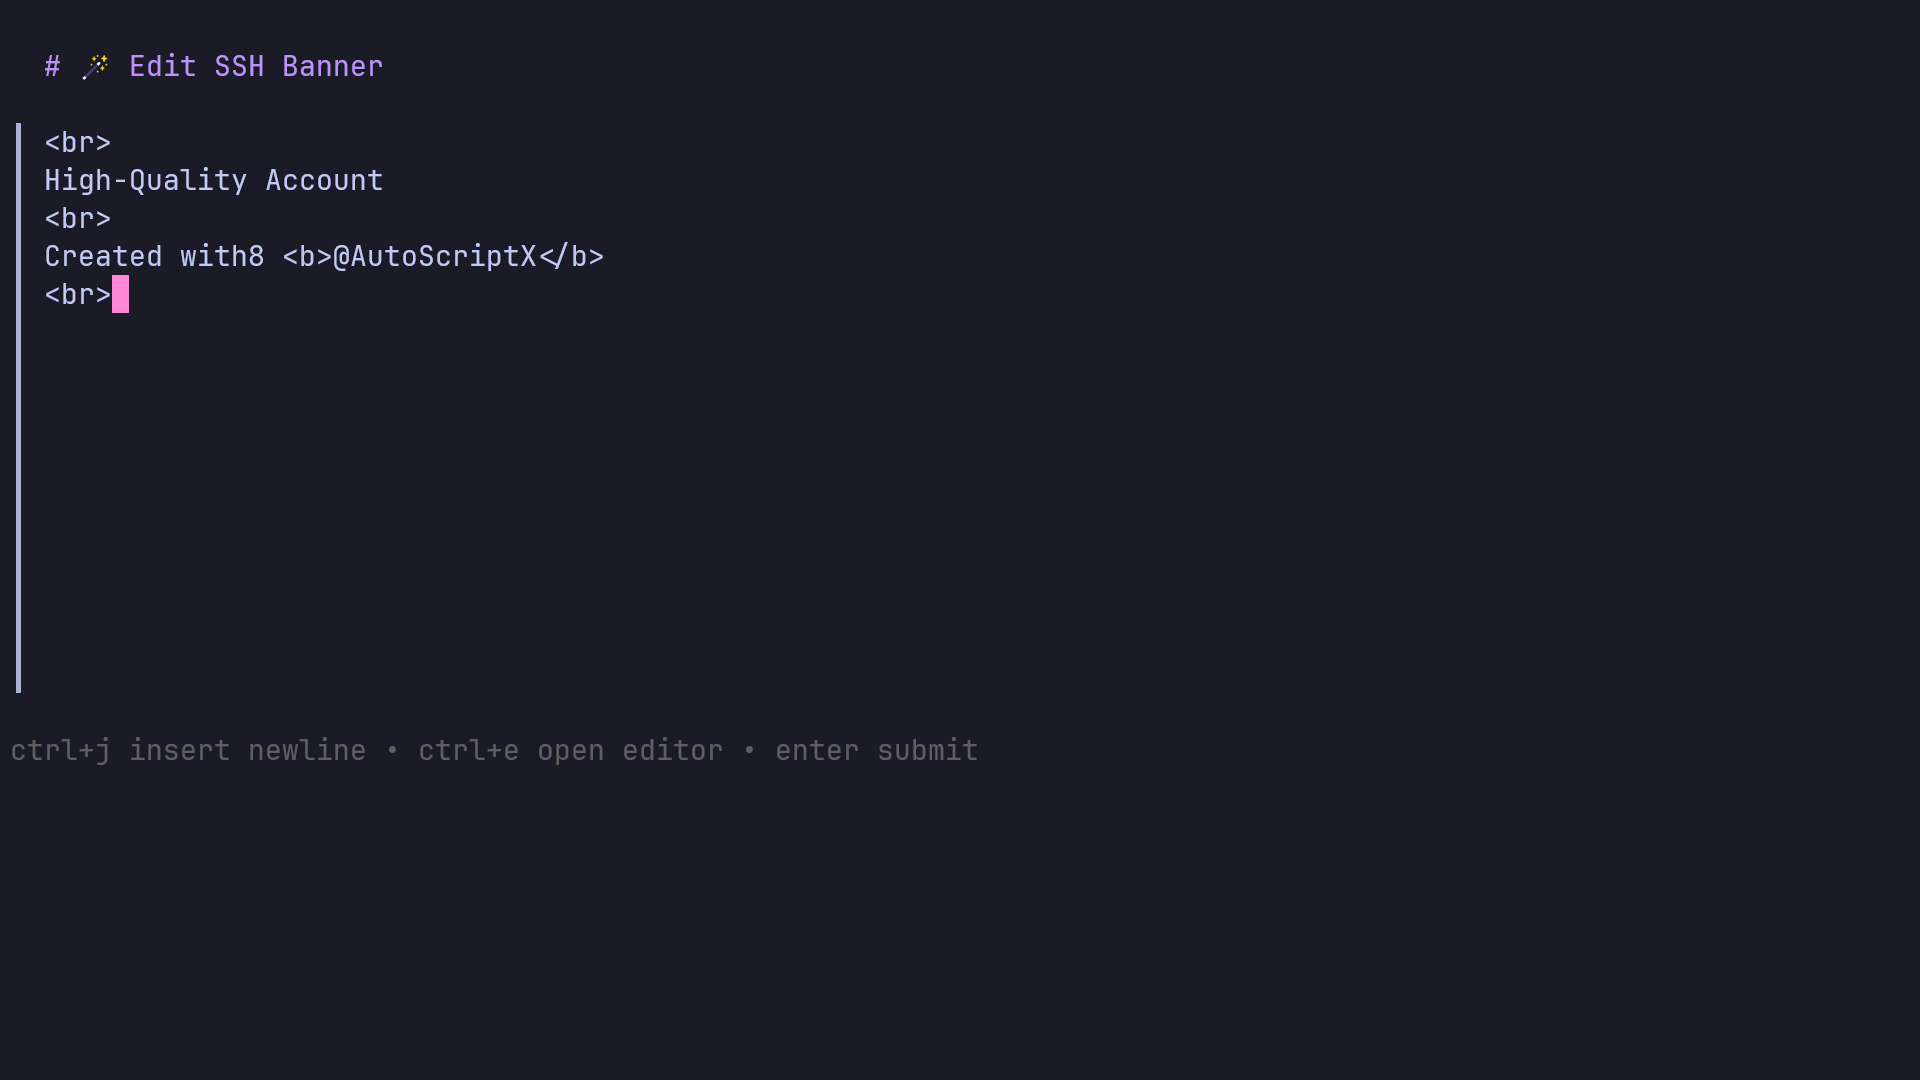 # 🪄 Edit SSH Banner
<br>
High-Quality Account
<br>
Created with8 <b>@AutoScriptX</b>
<br>
ctrl+j insert newline • ctrl+e open editor • enter submit